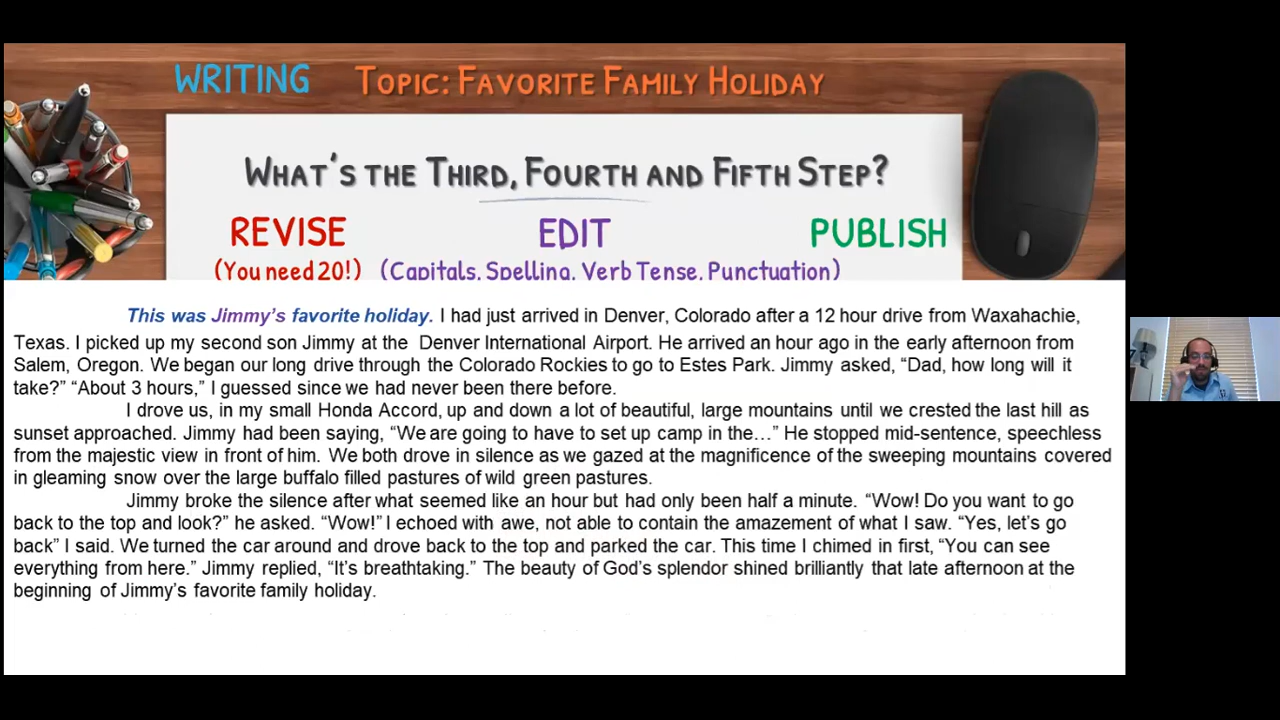 WRITING TOPIC: FAVORITE FAMILY HOLIDAY
WHAT'S THE THIRD, FOURTH AND FIFTH STEP?
REVISE EDIT PUBLISH
(You need 20!) (Capitals, Spelling, Verb Tense, Punctuation)
This was Jimmy's favorite holiday. I had just arrived in Denver, Colorado after a 12 hour drive from Waxahachie,
Texas. I picked up my second son Jimmy at the Denver International Airport. He arrived an hour ago in the early afternoon from
Salem, Oregon. We began our long drive through the Colorado Rockies to go to Estes Park. Jimmy asked, “Dad, how long will it
take?” “About 3 hours,” I guessed since we had never been there before.
I drove us, in my small Honda Accord, up and down a lot of beautiful, large mountains until we crested the last hill as
sunset approached. Jimmy had been saying, “We are going to have to set up camp in the…” He stopped mid-sentence, speechless
from the majestic view in front of him. We both drove in silence as we gazed at the magnificence of the sweeping mountains covered
in gleaming snow over the large buffalo filled pastures of wild green pastures.
Jimmy broke the silence after what seemed like an hour but had only been half a minute. “Wow! Do you want to go
back to the top and look?” he asked. “Wow!” I echoed with awe, not able to contain the amazement of what I saw. “Yes, let's go
back” I said. We turned the car around and drove back to the top and parked the car. This time I chimed in first, “You can see
everything from here.” Jimmy replied, “It's breathtaking.” The beauty of God's splendor shined brilliantly that late afternoon at the
beginning of Jimmy's favorite family holiday.